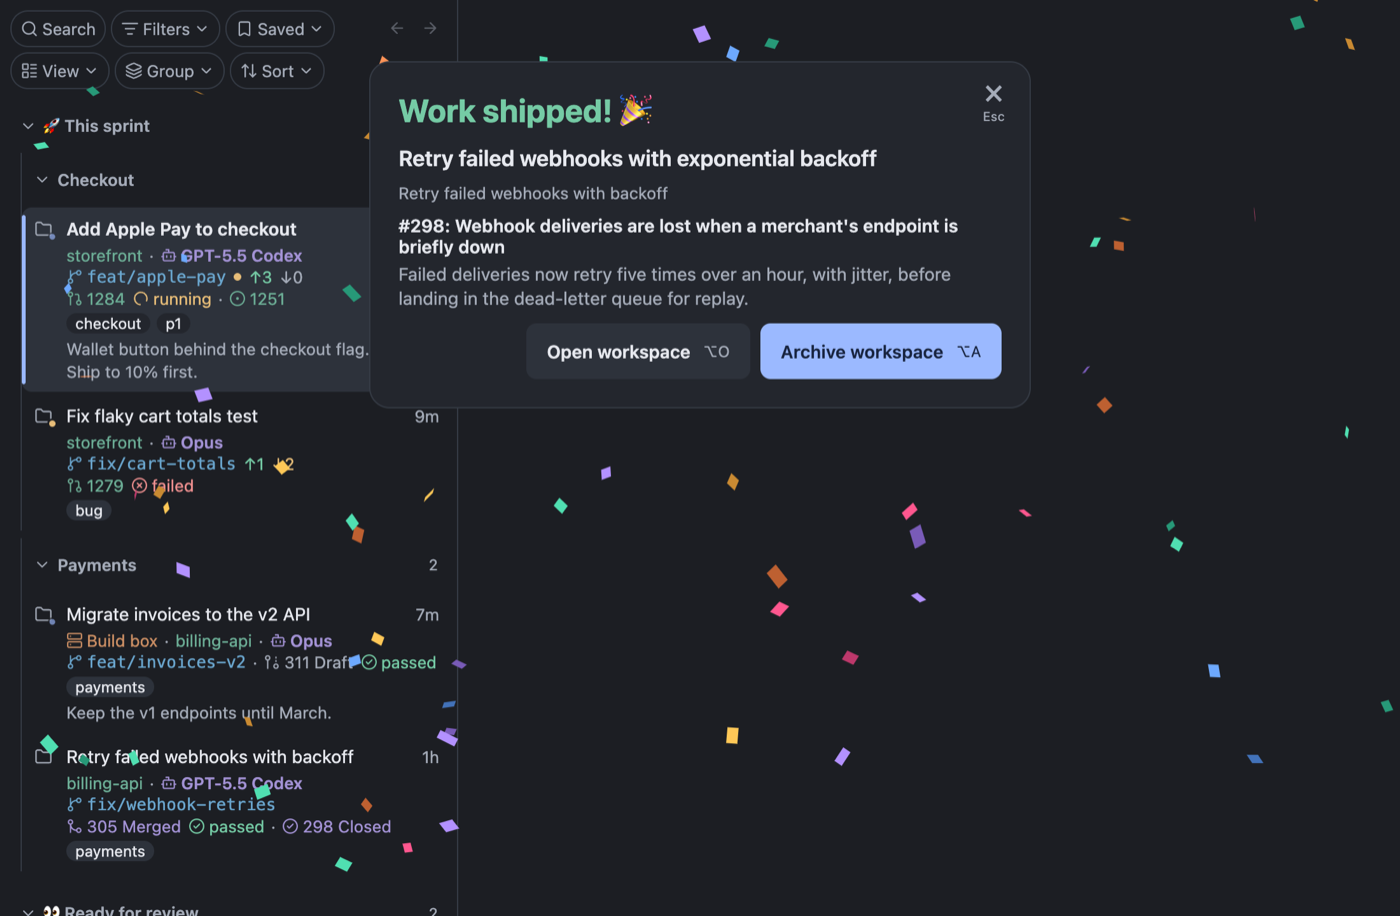 Search
Filters
Saved
View
Group
Sort
🚀 This sprint
Checkout
Add Apple Pay to checkout
storefront · GPT-5.5 Codex
feat/apple-pay ↑3 ↓0
1284 running · 1251
checkout p1
Wallet button behind the checkout flag.
Ship to 10% first.
Fix flaky cart totals test 9m
storefront · Opus
fix/cart-totals ↑1 ↓2
1279 failed
bug
Payments 2
Migrate invoices to the v2 API 7m
Build box · billing-api · Opus
feat/invoices-v2 · 311 Draft passed
payments
Keep the v1 endpoints until March.
Retry failed webhooks with backoff 1h
billing-api · GPT-5.5 Codex
fix/webhook-retries
305 Merged passed · 298 Closed
payments
👀 Ready for review 2
Work shipped! 🎉
Esc
Retry failed webhooks with exponential backoff
Retry failed webhooks with backoff
#298: Webhook deliveries are lost when a merchant's endpoint is
briefly down
Failed deliveries now retry five times over an hour, with jitter, before
landing in the dead-letter queue for replay.
Open workspace ⌥O
Archive workspace ⌥A